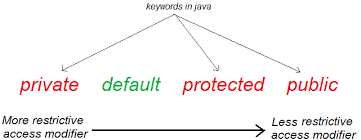 keywords in java
private default protected public
More restrictive
access modifier
Less restrictive
access modifier